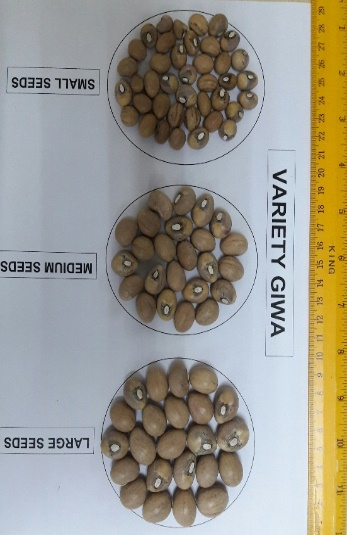 VARIETY GIWA
SMALL SEEDS
MEDIUM SEEDS
LARGE SEEDS
KING